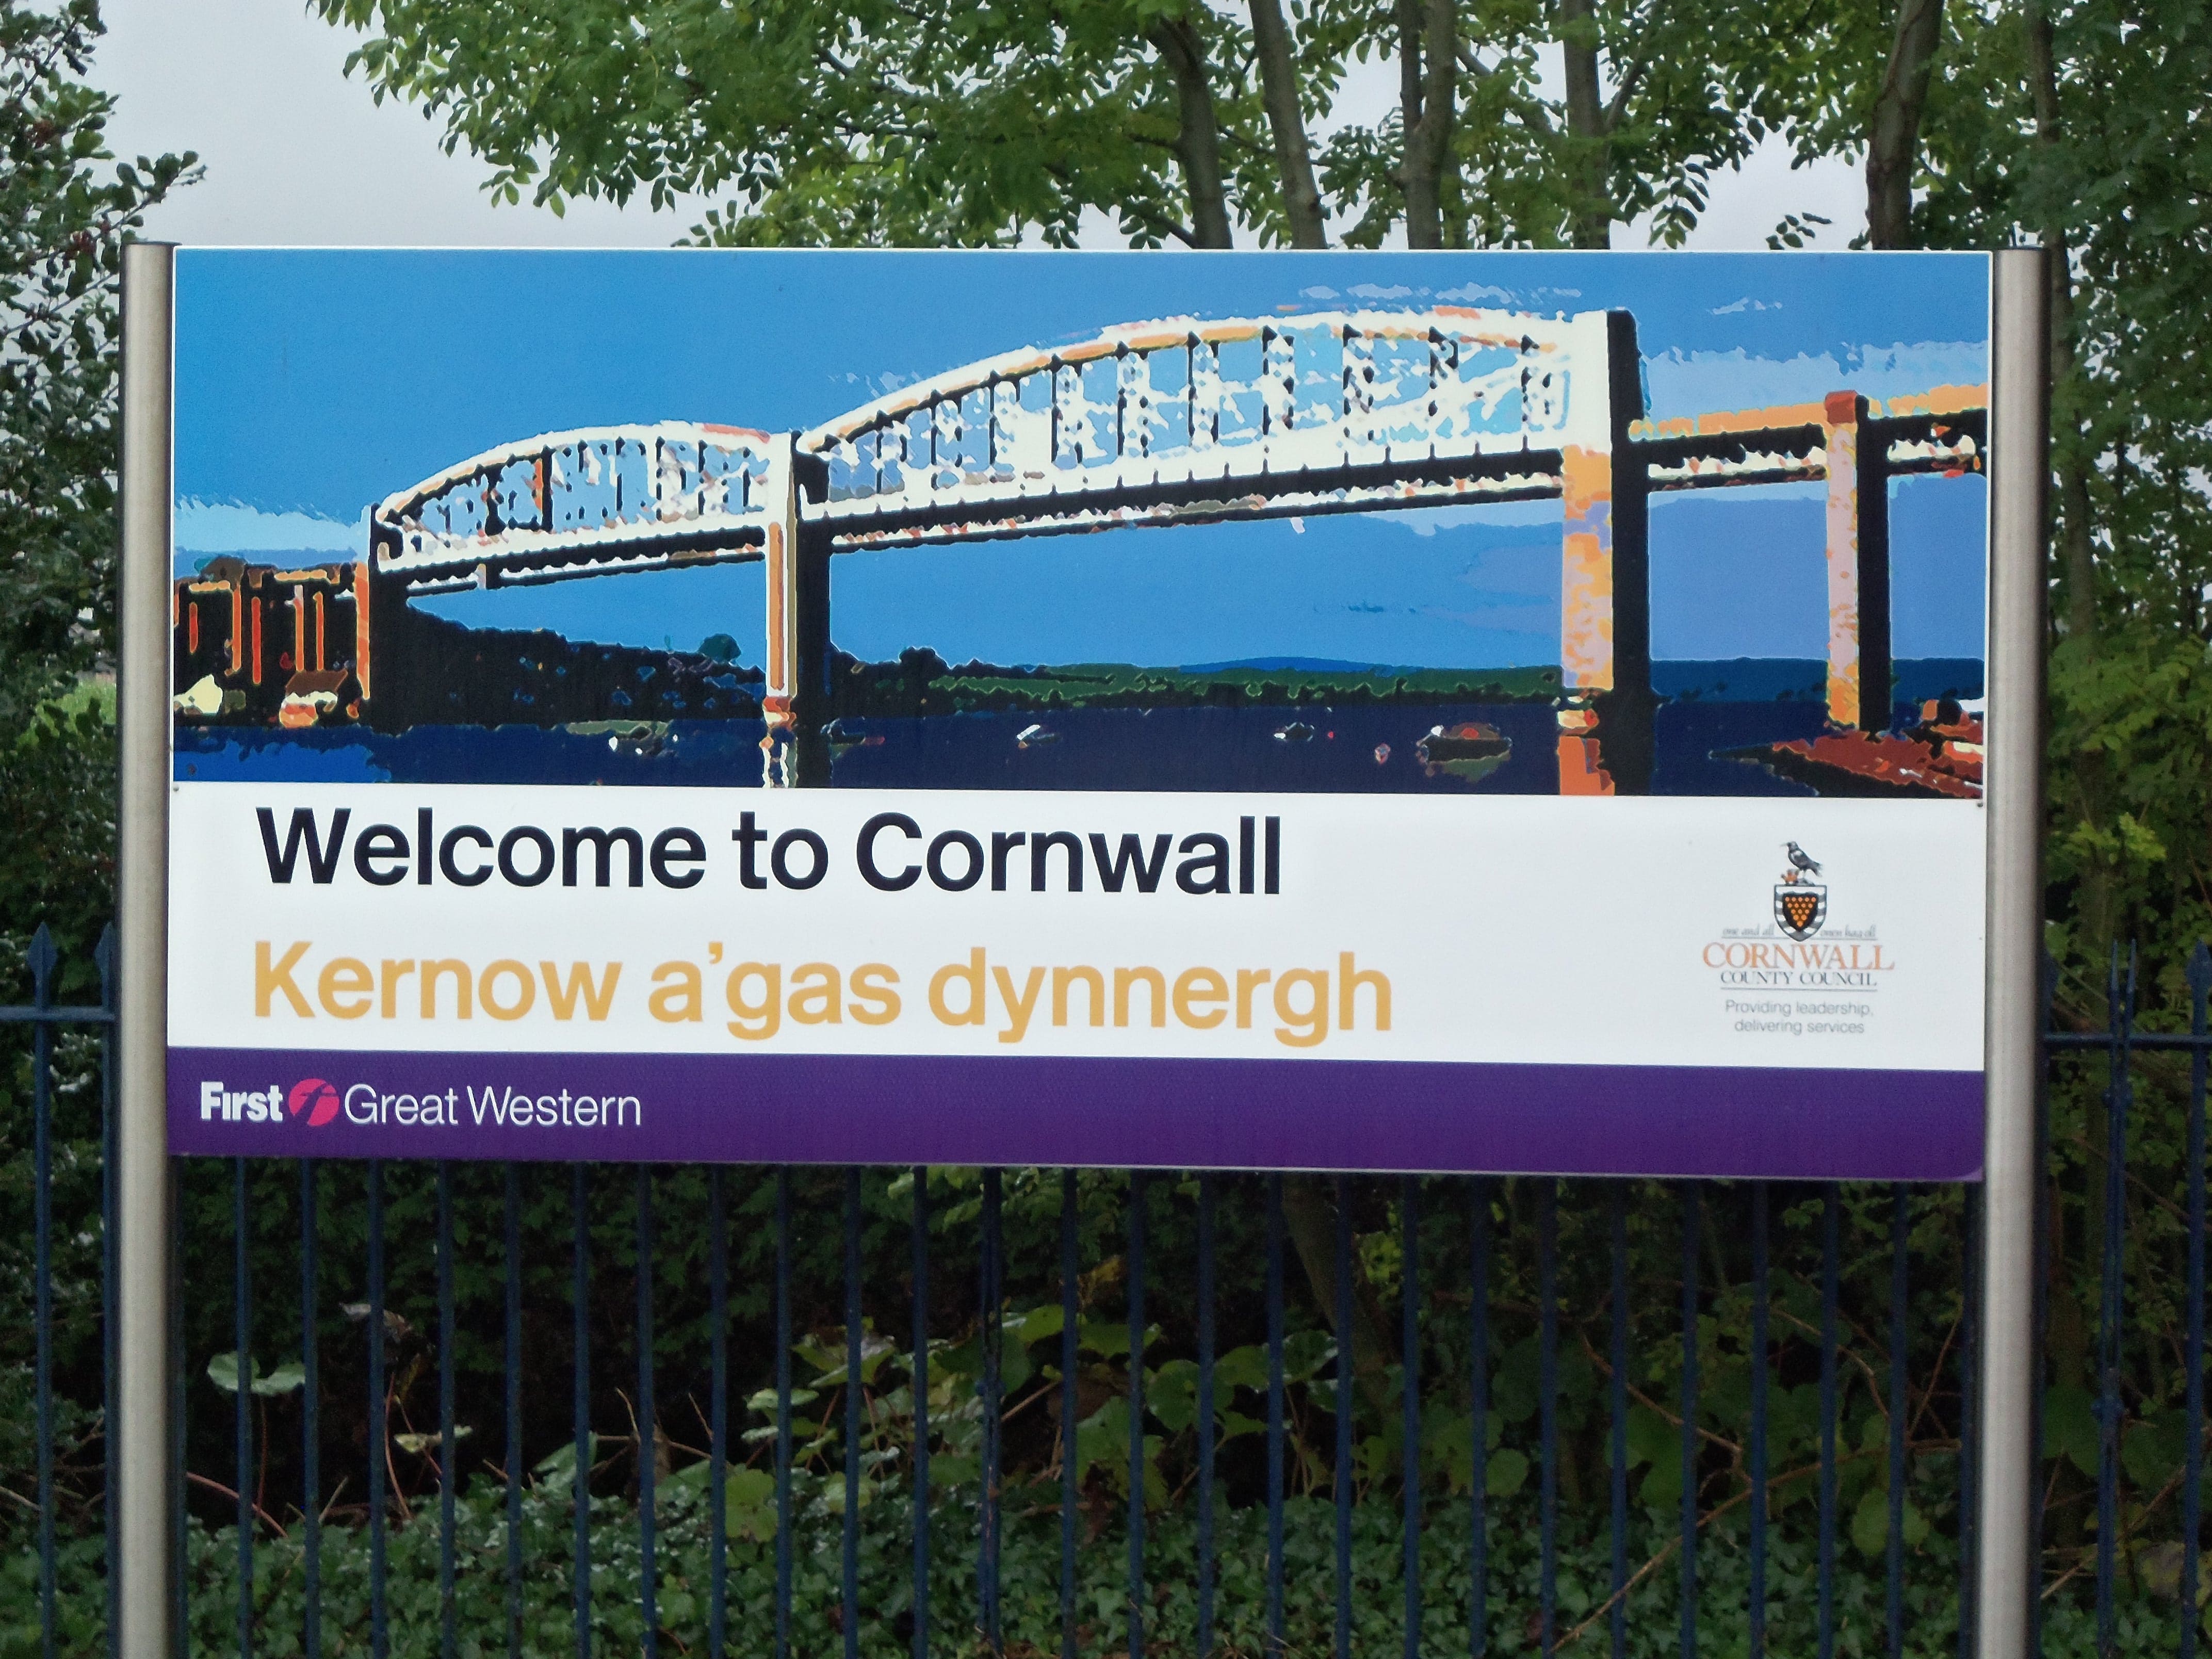 Welcome to Cornwall
Kernow a'gas dynnergh
one and all onen hag oll
CORNWALL
COUNTY COUNCIL
Providing leadership,
delivering services
First Great Western